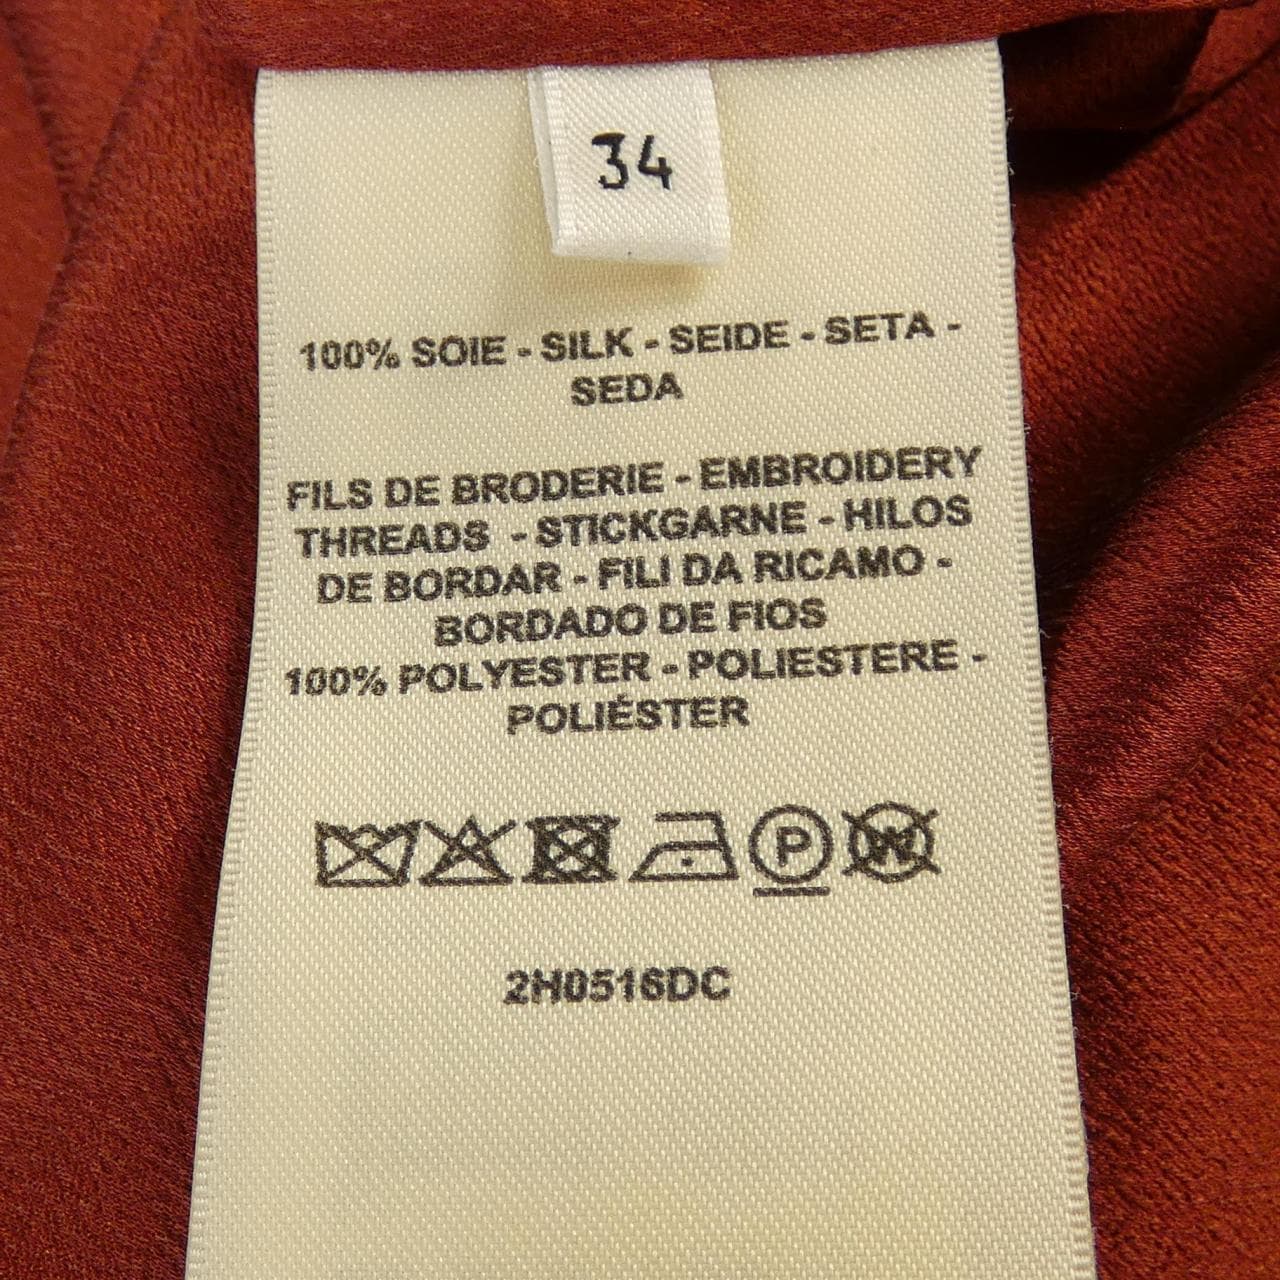 34
100% SOIE - SILK - SEIDE - SETA -
SEDA
FILS DE BRODERIE - EMBROIDERY
THREADS - STICKGARNE - HILOS
DE BORDAR - FILI DA RICAMO -
BORDADO DE FIOS
100% POLYESTER - POLIESTERE -
POLIÉSTER
P W
2H0516DC